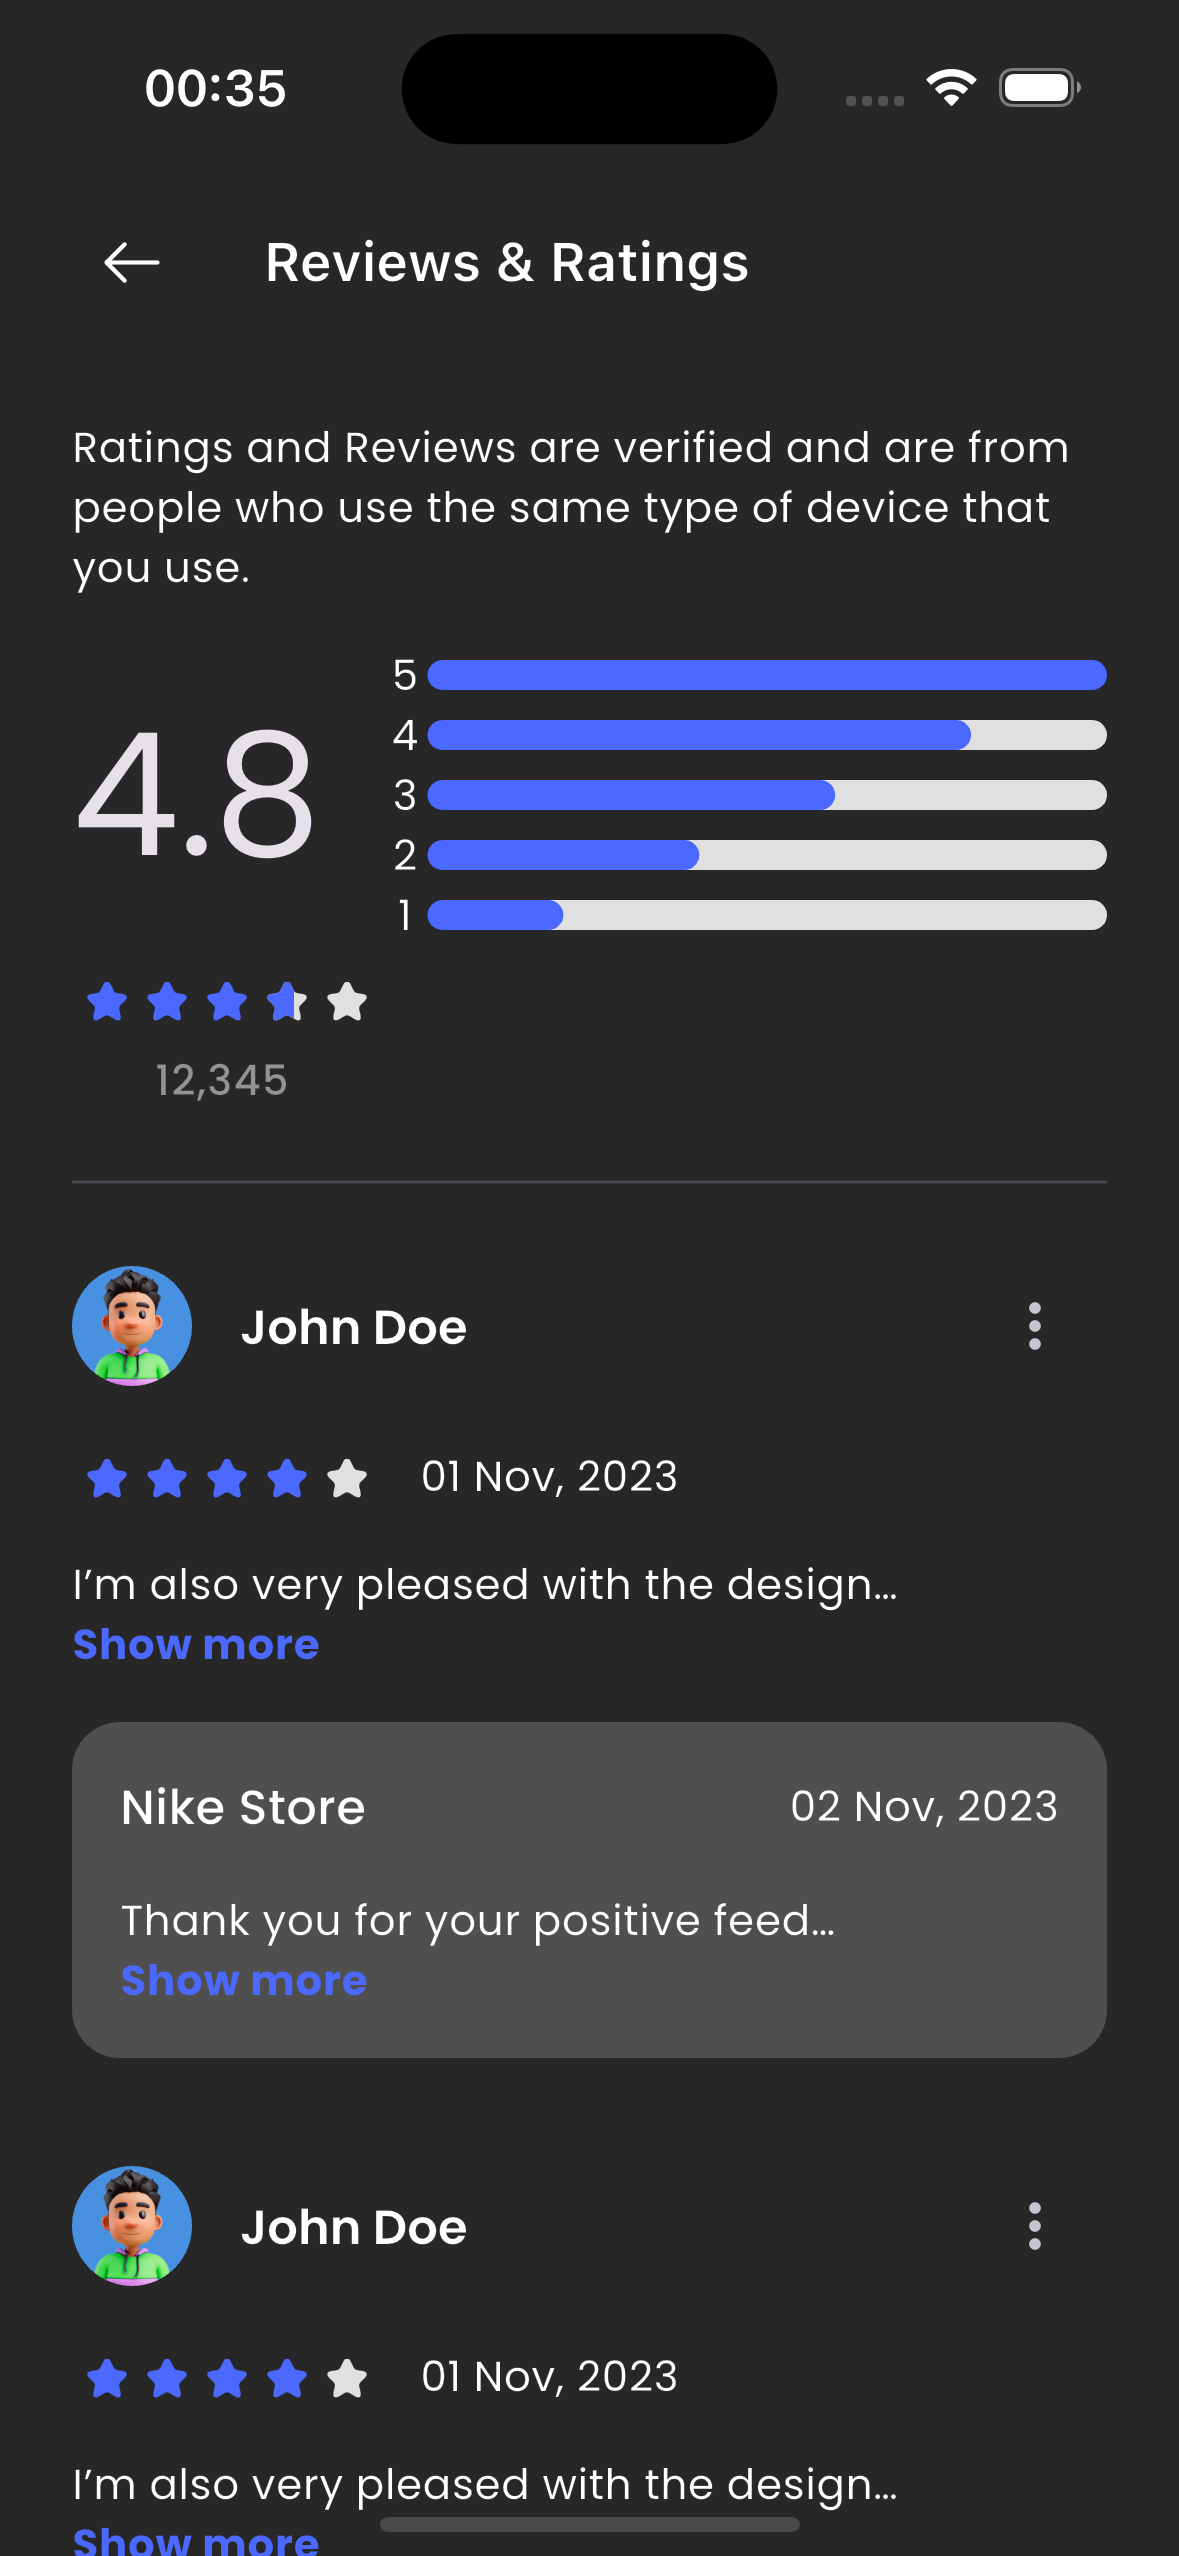 00:35
Reviews & Ratings
Ratings and Reviews are verified and are from
people who use the same type of device that
you use.
4.8
5
4
3
2
1
12,345
John Doe
01 Nov, 2023
I’m also very pleased with the design...
Show more
Nike Store
02 Nov, 2023
Thank you for your positive feed...
Show more
John Doe
01 Nov, 2023
I’m also very pleased with the design...
Show more